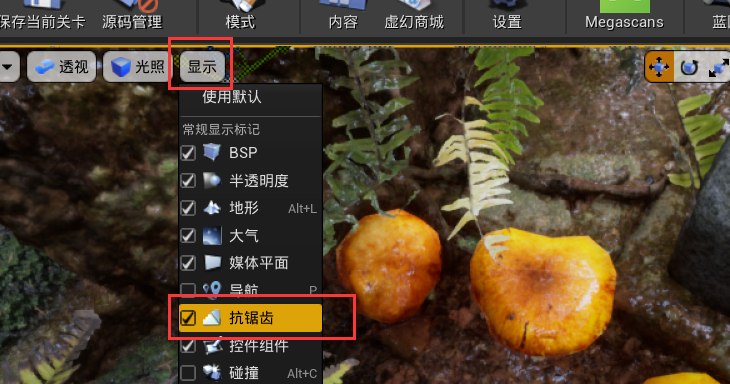 保存当前关卡 源码管理 模式 内容 虚幻商城 设置 Megascans
透视 光照 显示
使用默认
常规显示标记
BSP
半透明度
地形 Alt+L
大气
媒体平面
导航 P
抗锯齿
控件组件
碰撞 Alt+C